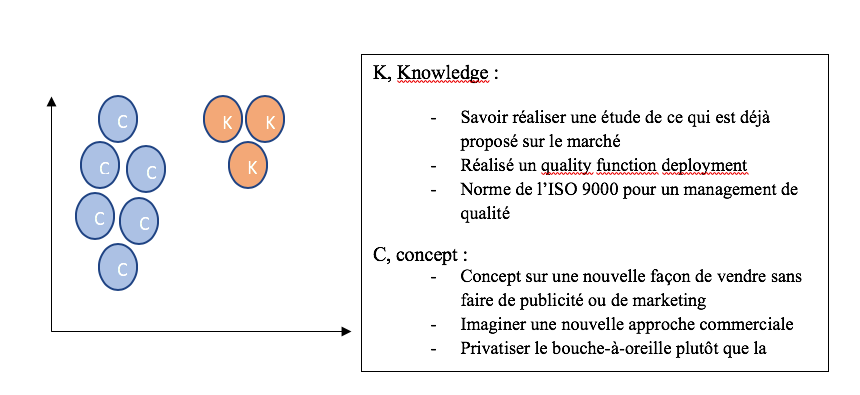 C
K K
C C
K
C C
C
K, Knowledge :
- Savoir réaliser une étude de ce qui est déjà
proposé sur le marché
- Réalisé un quality function deployment
- Norme de l'ISO 9000 pour un management de
qualité
C, concept :
- Concept sur une nouvelle façon de vendre sans
faire de publicité ou de marketing
- Imaginer une nouvelle approche commerciale
- Privatiser le bouche-à-oreille plutôt que la